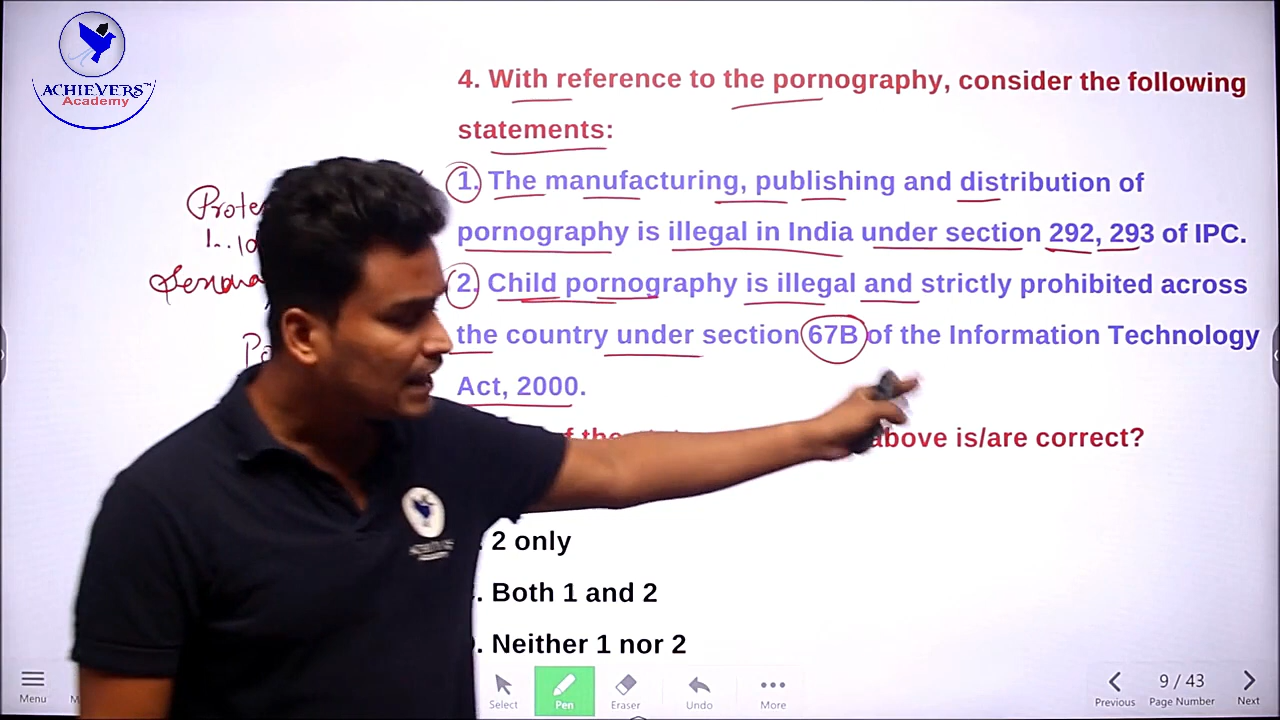 ACHIEVERS™
Academy
4. With reference to the pornography, consider the following
statements:
1. The manufacturing, publishing and distribution of
pornography is illegal in India under section 292, 293 of IPC.
2. Child pornography is illegal and strictly prohibited across
the country under section 67B of the Information Technology
Act, 2000.
above is/are correct?
2 only
Both 1 and 2
Neither 1 nor 2
Menu
Select
Pen
Eraser
Undo
More
Previous
9 / 43
Page Number
Next